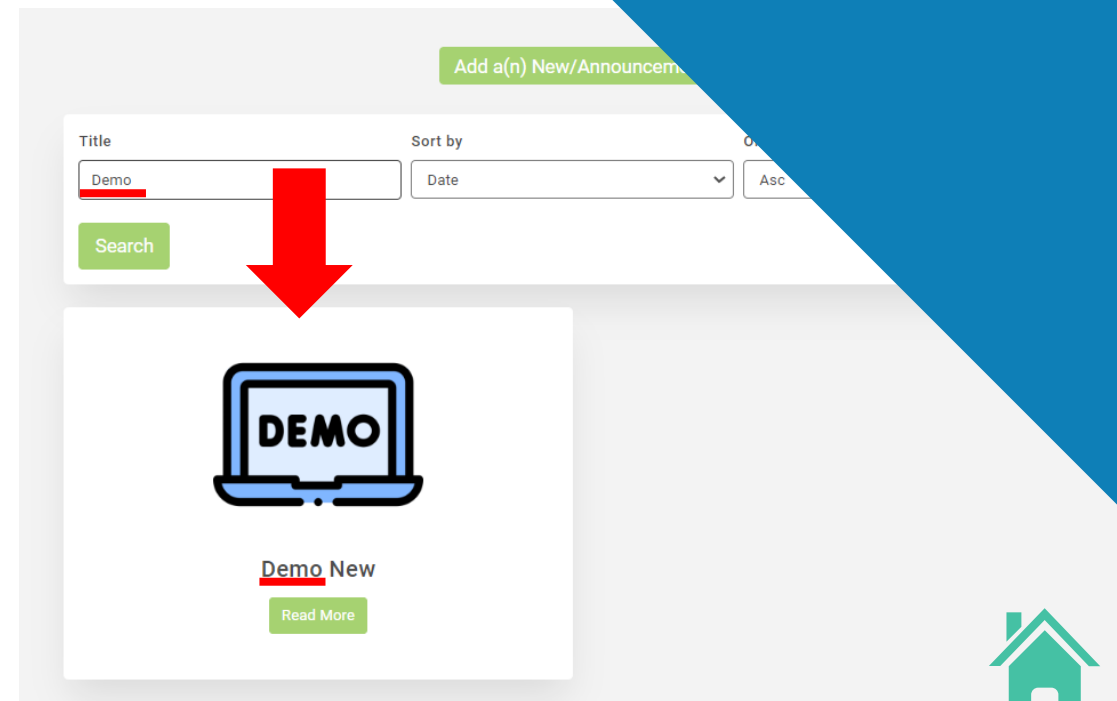 Add a(n) New/Announcem
Title
Sort by
Demo
Date
Asc
Search
DEMO
Demo New
Read More